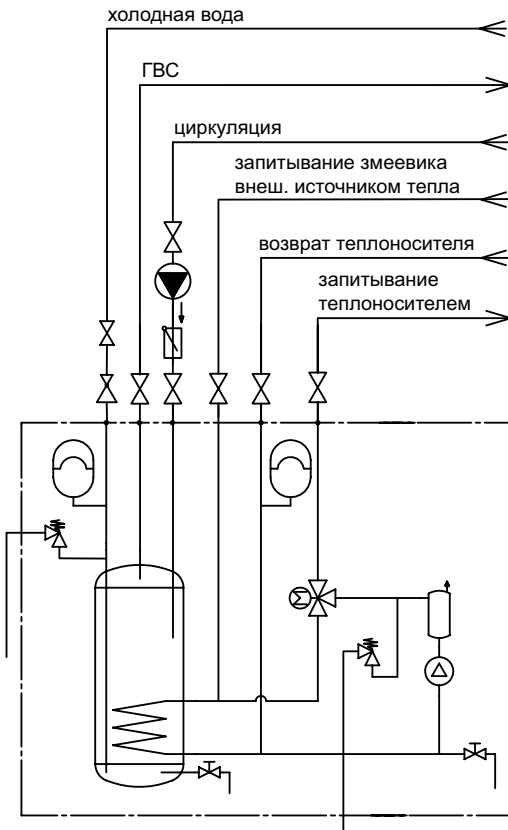 холодная вода
ГВС
циркуляция
запитывание змеевика
внеш. источником тепла
возврат теплоносителя
запитывание
теплоносителем